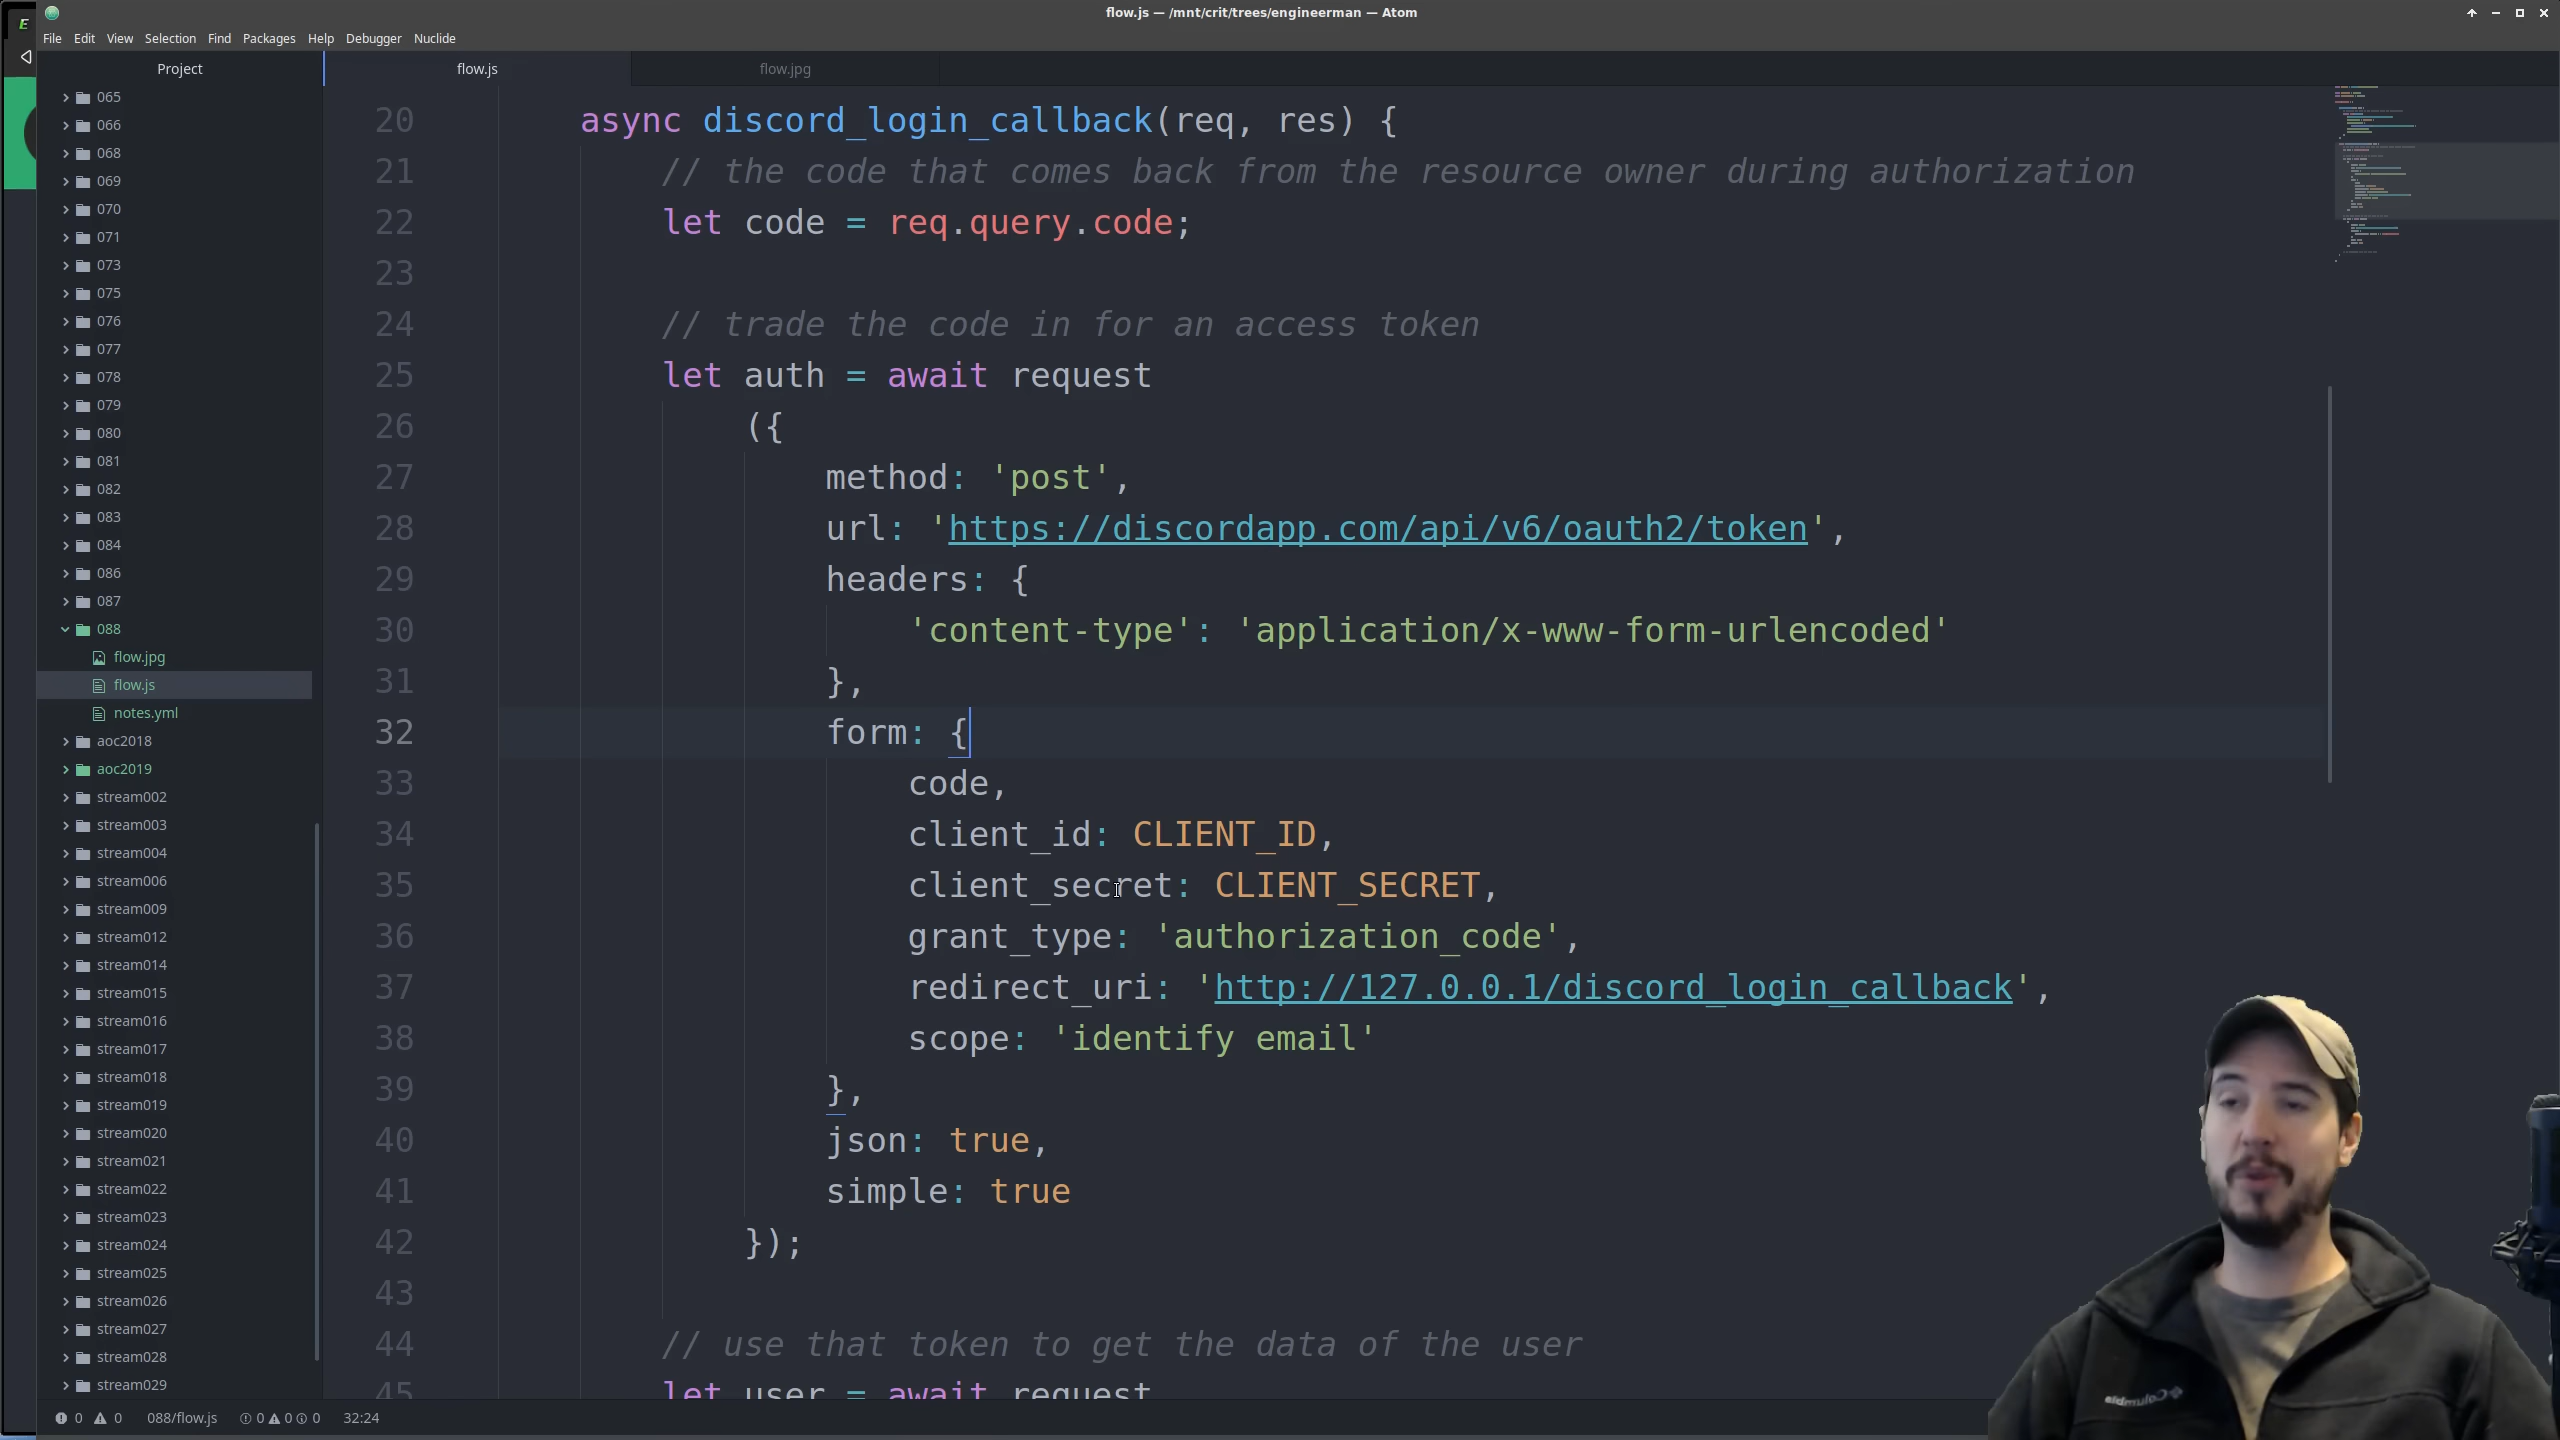 flow.js — /mnt/crit/trees/engineerman — Atom
File Edit View Selection Find Packages Help Debugger Nuclide
Project
065
066
068
069
070
071
073
075
076
077
078
079
080
081
082
083
084
086
087
088
flow.jpg
flow.js
notes.yml
aoc2018
aoc2019
stream002
stream003
stream004
stream006
stream009
stream012
stream014
stream015
stream016
stream017
stream018
stream019
stream020
stream021
stream022
stream023
stream024
stream025
stream026
stream027
stream028
stream029
flow.js flow.jpg
20 async discord_login_callback(req, res) {
21 // the code that comes back from the resource owner during authorization
22 let code = req.query.code;
23
24 // trade the code in for an access token
25 let auth = await request
26 ({
27 method: 'post',
28 url: 'https://discordapp.com/api/v6/oauth2/token',
29 headers: {
30 'content-type': 'application/x-www-form-urlencoded'
31 },
32 form: {
33 code,
34 client_id: CLIENT_ID,
35 client_secret: CLIENT_SECRET,
36 grant_type: 'authorization_code',
37 redirect_uri: 'http://127.0.0.1/discord_login_callback',
38 scope: 'identify email'
39 },
40 json: true,
41 simple: true
42 });
43
44 // use that token to get the data of the user
45 let user = await request
0 0 088/flow.js 0 0 0 32:24
Columbia